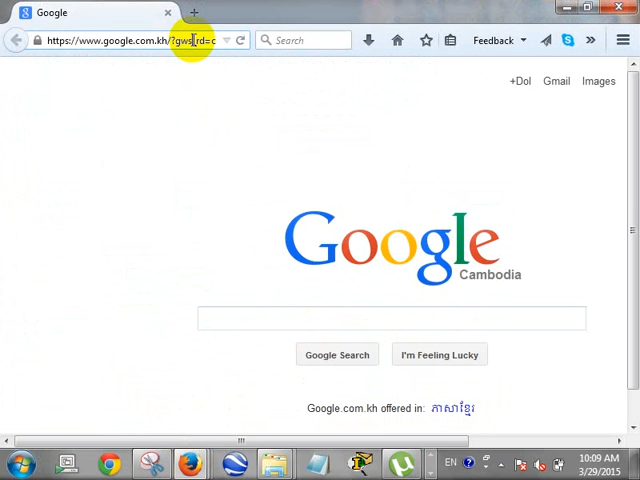 Google
https://www.google.com.kh/?gws_rd=c
Search
Feedback
+Dol Gmail Images
Google
Cambodia
Google Search I'm Feeling Lucky
Google.com.kh offered in: ភាសាខ្មែរ
EN
10:09 AM
3/29/2015